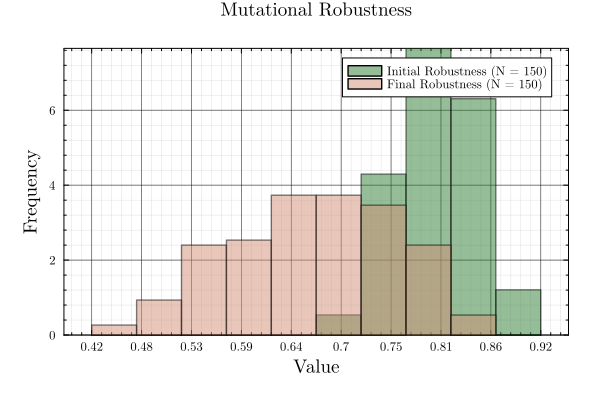 Mutational Robustness
Initial Robustness (N = 150)
Final Robustness (N = 150)
Frequency
6
4
2
0
0.42 0.48 0.53 0.59 0.64 0.7 0.75 0.81 0.86 0.92
Value